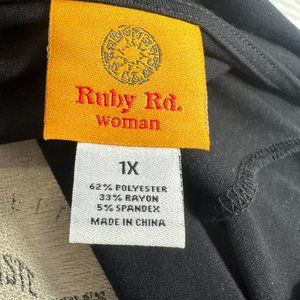 Ruby Rd.
woman
1X
62% POLYESTER
33% RAYON
5% SPANDEX
MADE IN CHINA